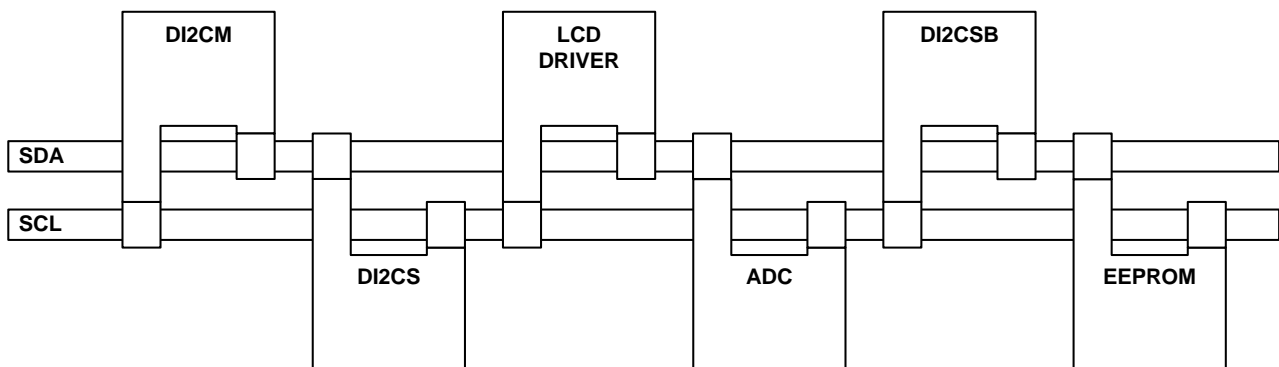 DI2CM
LCD
DRIVER
DI2CSB
SDA
SCL
DI2CS
ADC
EEPROM